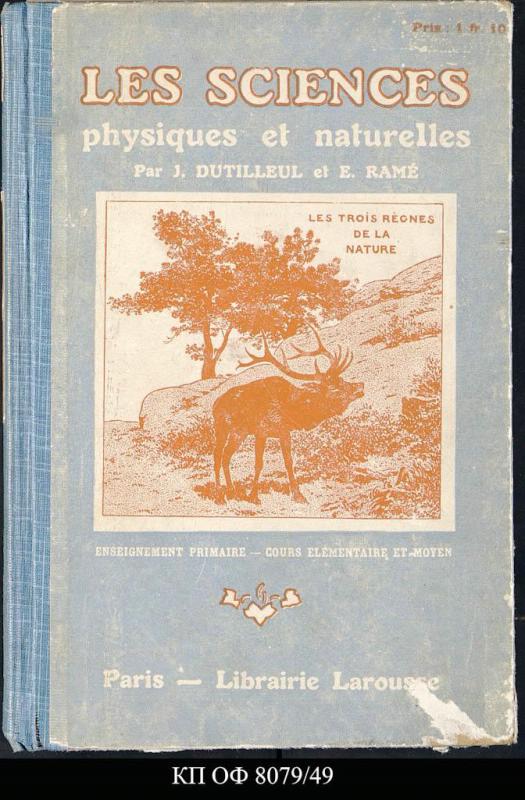 Prix : 1 fr. 10
LES SCIENCES
physiques et naturelles
Par J. DUTILLEUL et E. RAMÉ
LES TROIS RÈGNES
DE LA
NATURE
ENSEIGNEMENT PRIMAIRE — COURS ÉLÉMENTAIRE ET MOYEN
Paris — Librairie Larousse
КП ОФ 8079/49